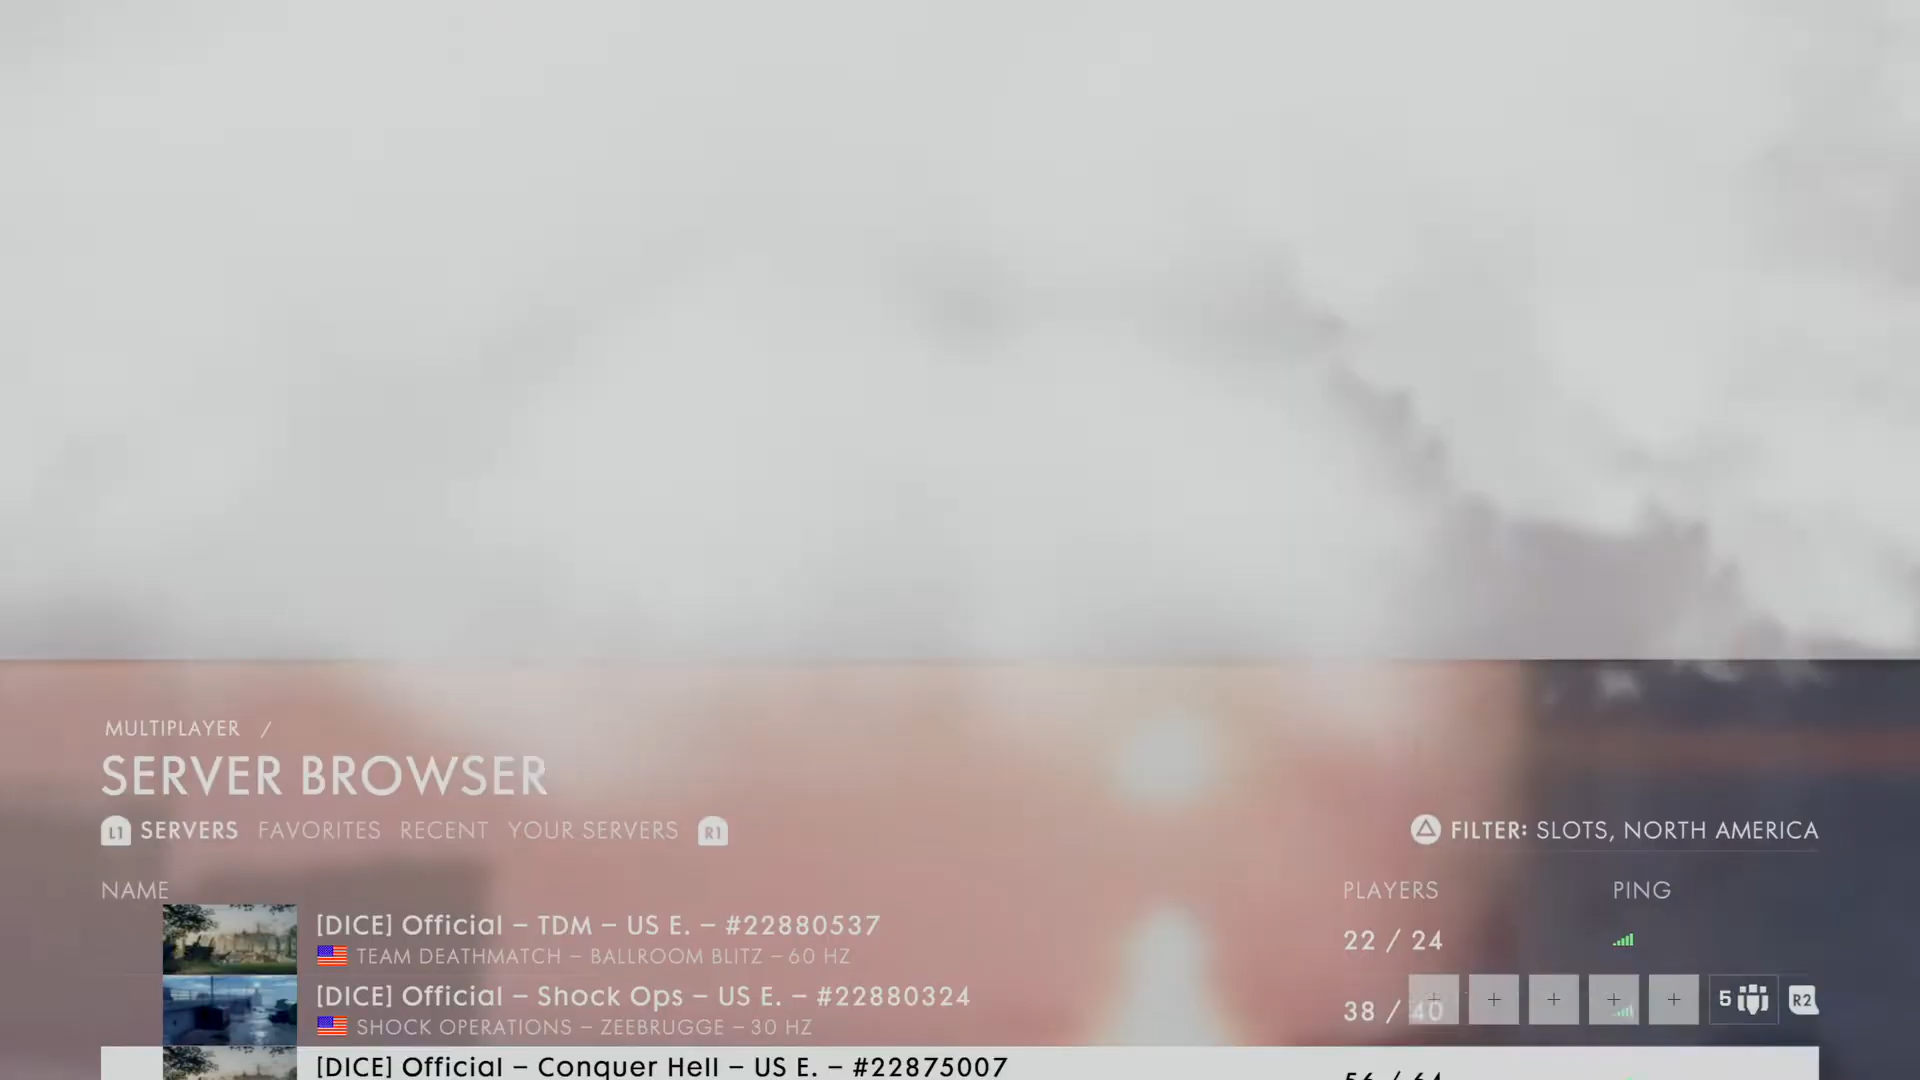 MULTIPLAYER /
SERVER BROWSER
L1 SERVERS FAVORITES RECENT YOUR SERVERS R1
FILTER: SLOTS, NORTH AMERICA
NAME PLAYERS PING
[DICE] Official – TDM – US E. – #22880537
TEAM DEATHMATCH – BALLROOM BLITZ – 60 HZ
22 / 24
[DICE] Official – Shock Ops – US E. – #22880324
SHOCK OPERATIONS – ZEEBRUGGE – 30 HZ
38 / 40
+ + + + + 5 R2
[DICE] Official – Conquer Hell – US E. – #22875007
56 / 64